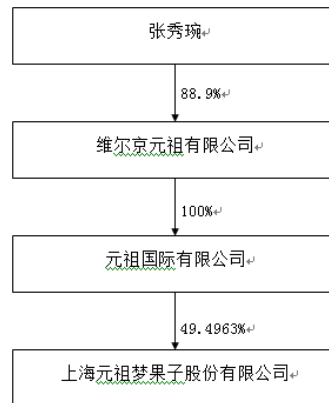 张秀琬
88.9%
维尔京元祖有限公司
100%
元祖国际有限公司
49.4963%
上海元祖梦果子股份有限公司